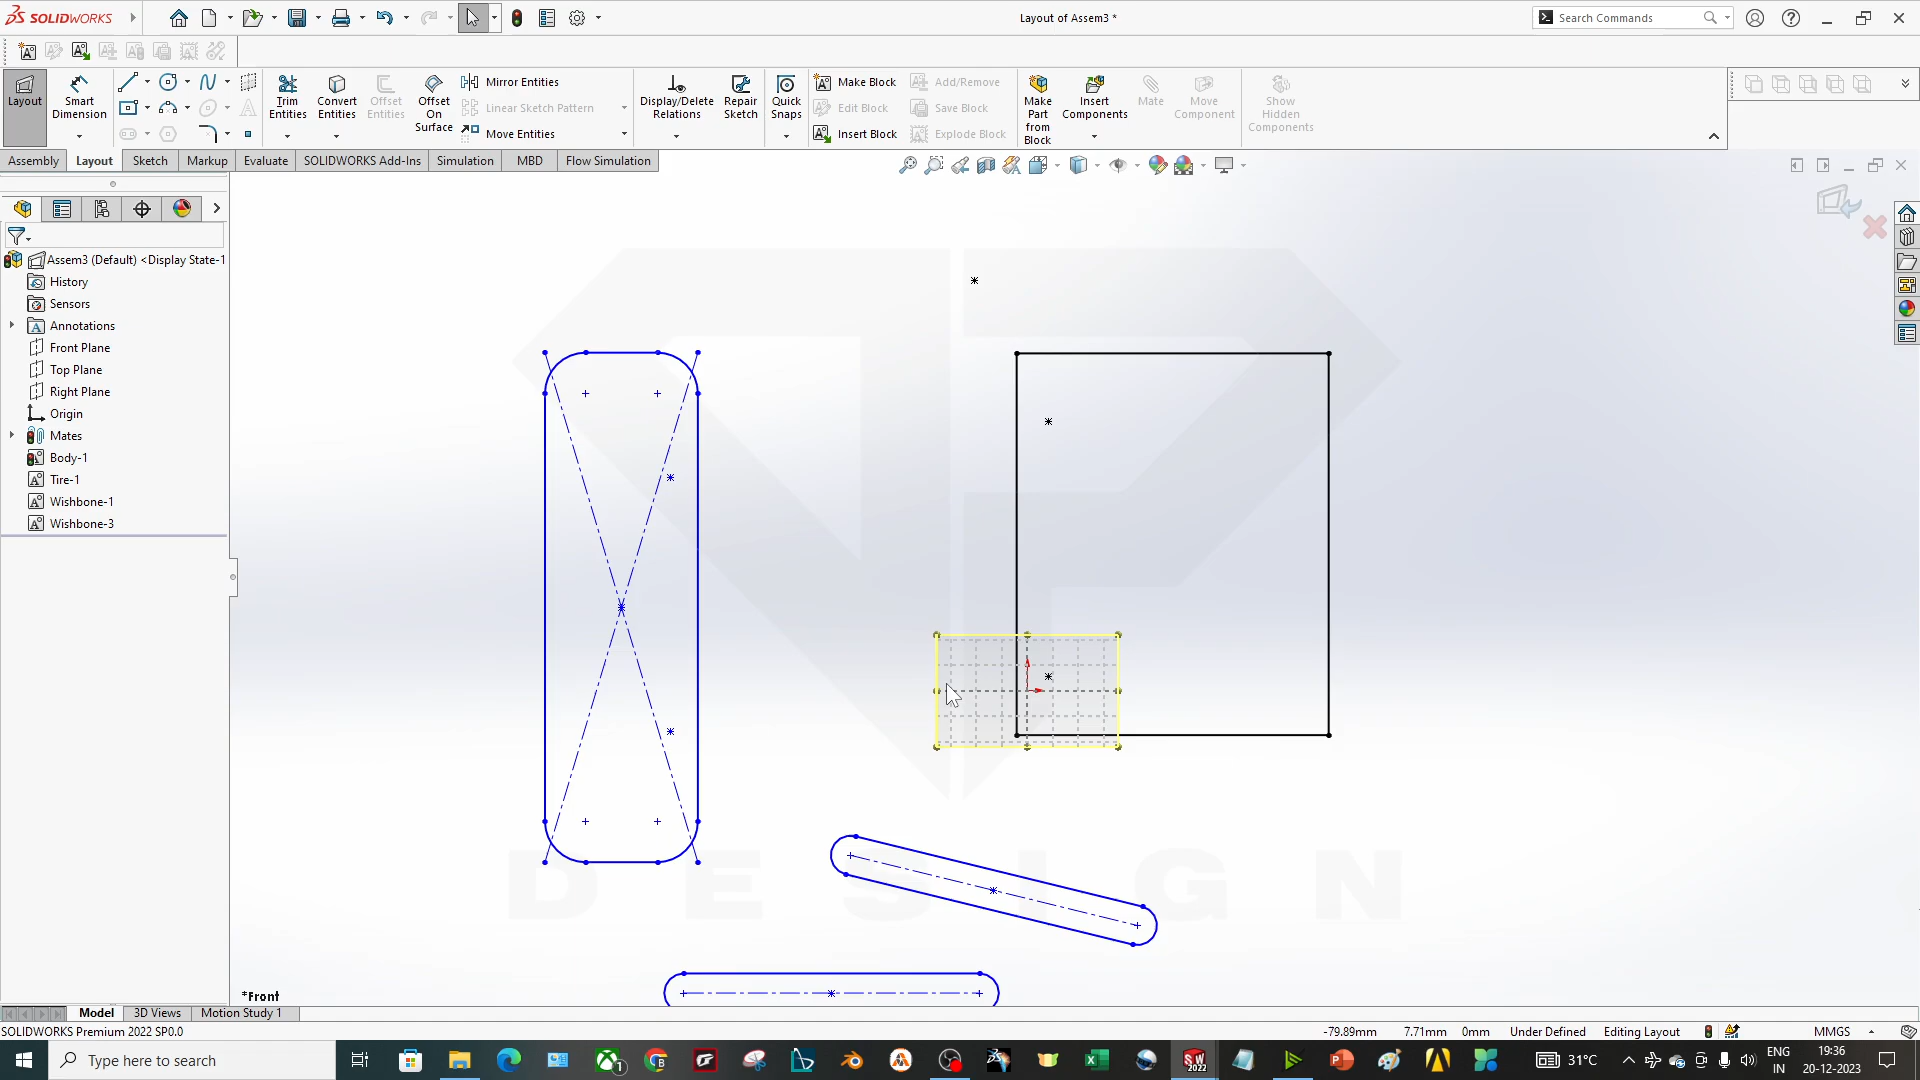 SOLIDWORKS
Layout of Assem3 *
Search Commands
Layout
Smart Dimension
Trim Entities
Convert Entities
Offset Entities
Offset On Surface
Mirror Entities
Linear Sketch Pattern
Move Entities
Display/Delete Relations
Repair Sketch
Quick Snaps
Make Block
Edit Block
Insert Block
Add/Remove
Save Block
Explode Block
Make Part from Block
Insert Components
Mate
Move Component
Show Hidden Components
Assembly
Layout
Sketch
Markup
Evaluate
SOLIDWORKS Add-Ins
Simulation
MBD
Flow Simulation
Assem3 (Default) <Display State-1
History
Sensors
Annotations
Front Plane
Top Plane
Right Plane
Origin
Mates
Body-1
Tire-1
Wishbone-1
Wishbone-3
DESIGN
*Front
Model
3D Views
Motion Study 1
SOLIDWORKS Premium 2022 SP0.0
-79.89mm
7.71mm
0mm
Under Defined
Editing Layout
MMGS
Type here to search
31°C
ENG
IN
19:36
20-12-2023